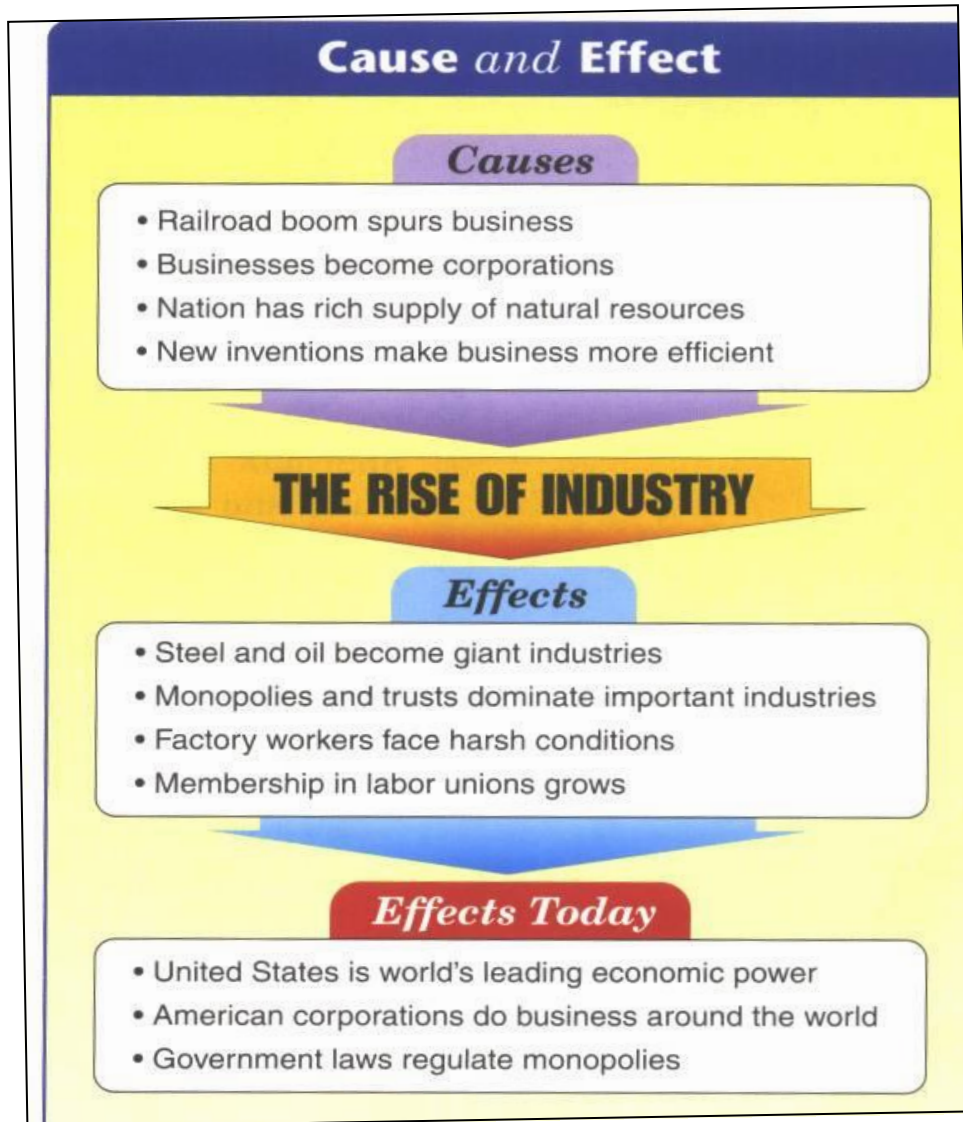 Cause and Effect
Causes
• Railroad boom spurs business
• Businesses become corporations
• Nation has rich supply of natural resources
• New inventions make business more efficient
THE RISE OF INDUSTRY
Effects
• Steel and oil become giant industries
• Monopolies and trusts dominate important industries
• Factory workers face harsh conditions
• Membership in labor unions grows
Effects Today
• United States is world's leading economic power
• American corporations do business around the world
• Government laws regulate monopolies